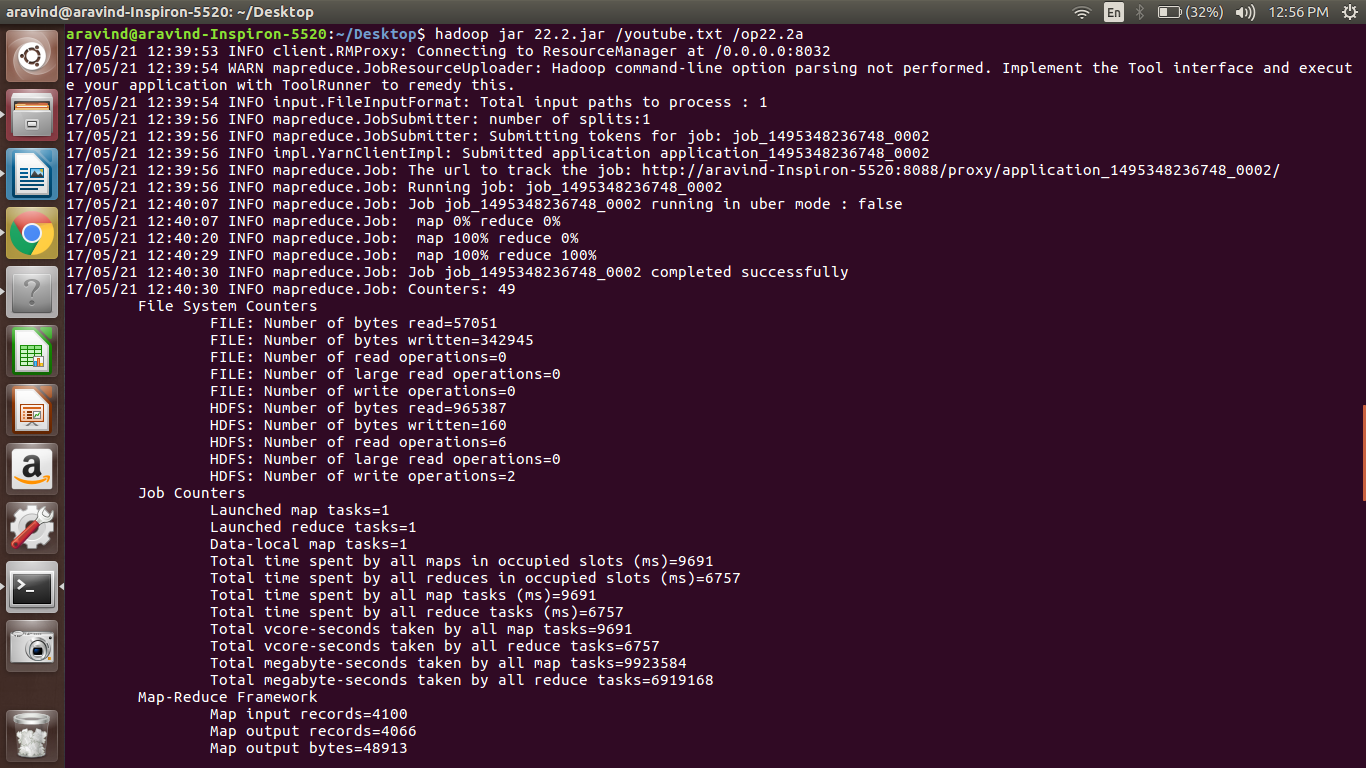 aravind@aravind-Inspiron-5520: ~/Desktop
En
(32%)
12:56 PM
aravind@aravind-Inspiron-5520:~/Desktop$ hadoop jar 22.2.jar /youtube.txt /op22.2a
17/05/21 12:39:53 INFO client.RMProxy: Connecting to ResourceManager at /0.0.0.0:8032
17/05/21 12:39:54 WARN mapreduce.JobResourceUploader: Hadoop command-line option parsing not performed. Implement the Tool interface and execut
e your application with ToolRunner to remedy this.
17/05/21 12:39:54 INFO input.FileInputFormat: Total input paths to process : 1
17/05/21 12:39:56 INFO mapreduce.JobSubmitter: number of splits:1
17/05/21 12:39:56 INFO mapreduce.JobSubmitter: Submitting tokens for job: job_1495348236748_0002
17/05/21 12:39:56 INFO impl.YarnClientImpl: Submitted application application_1495348236748_0002
17/05/21 12:39:56 INFO mapreduce.Job: The url to track the job: http://aravind-Inspiron-5520:8088/proxy/application_1495348236748_0002/
17/05/21 12:39:56 INFO mapreduce.Job: Running job: job_1495348236748_0002
17/05/21 12:40:07 INFO mapreduce.Job: Job job_1495348236748_0002 running in uber mode : false
17/05/21 12:40:07 INFO mapreduce.Job:  map 0% reduce 0%
17/05/21 12:40:20 INFO mapreduce.Job:  map 100% reduce 0%
17/05/21 12:40:29 INFO mapreduce.Job:  map 100% reduce 100%
17/05/21 12:40:30 INFO mapreduce.Job: Job job_1495348236748_0002 completed successfully
17/05/21 12:40:30 INFO mapreduce.Job: Counters: 49
File System Counters
FILE: Number of bytes read=57051
FILE: Number of bytes written=342945
FILE: Number of read operations=0
FILE: Number of large read operations=0
FILE: Number of write operations=0
HDFS: Number of bytes read=965387
HDFS: Number of bytes written=160
HDFS: Number of read operations=6
HDFS: Number of large read operations=0
HDFS: Number of write operations=2
Job Counters
Launched map tasks=1
Launched reduce tasks=1
Data-local map tasks=1
Total time spent by all maps in occupied slots (ms)=9691
Total time spent by all reduces in occupied slots (ms)=6757
Total time spent by all map tasks (ms)=9691
Total time spent by all reduce tasks (ms)=6757
Total vcore-seconds taken by all map tasks=9691
Total vcore-seconds taken by all reduce tasks=6757
Total megabyte-seconds taken by all map tasks=9923584
Total megabyte-seconds taken by all reduce tasks=6919168
Map-Reduce Framework
Map input records=4100
Map output records=4066
Map output bytes=48913